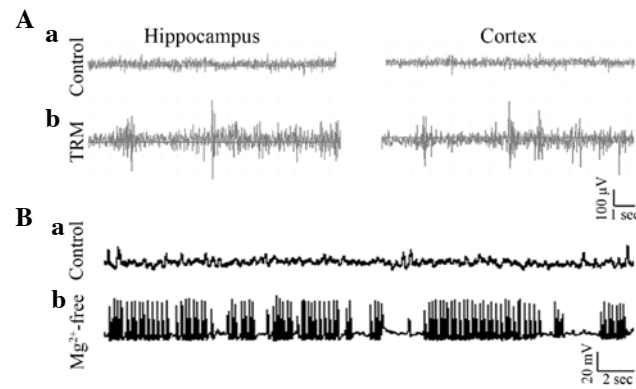 A
a
Hippocampus
Cortex
Control
b
TRM
100 µV
1 sec
B
a
Control
b
Mg²⁺-free
20 mV
2 sec